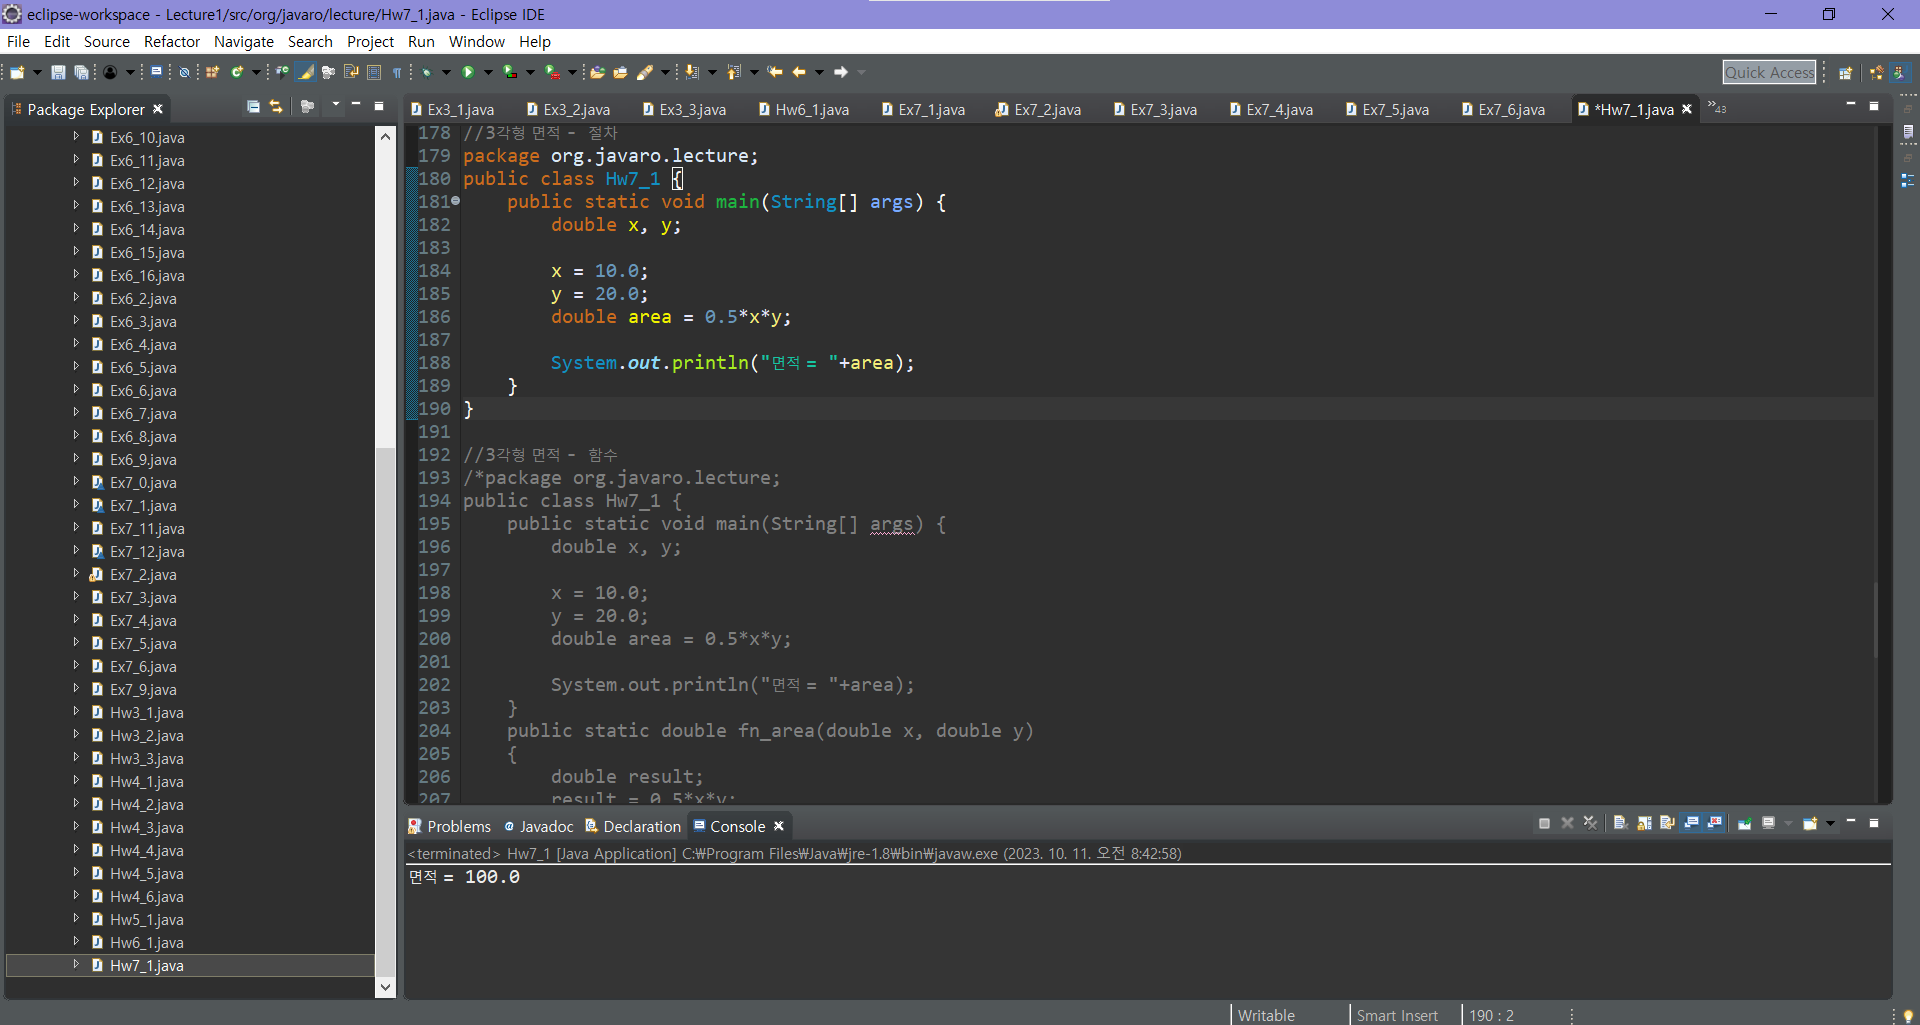 eclipse-workspace - Lecture1/src/org/javaro/lecture/Hw7_1.java - Eclipse IDE
File Edit Source Refactor Navigate Search Project Run Window Help
Quick Access
Package Explorer
Ex6_10.java
Ex6_11.java
Ex6_12.java
Ex6_13.java
Ex6_14.java
Ex6_15.java
Ex6_16.java
Ex6_2.java
Ex6_3.java
Ex6_4.java
Ex6_5.java
Ex6_6.java
Ex6_7.java
Ex6_8.java
Ex6_9.java
Ex7_0.java
Ex7_1.java
Ex7_11.java
Ex7_12.java
Ex7_2.java
Ex7_3.java
Ex7_4.java
Ex7_5.java
Ex7_6.java
Ex7_9.java
Hw3_1.java
Hw3_2.java
Hw3_3.java
Hw4_1.java
Hw4_2.java
Hw4_3.java
Hw4_4.java
Hw4_5.java
Hw4_6.java
Hw5_1.java
Hw6_1.java
Hw7_1.java
Ex3_1.java Ex3_2.java Ex3_3.java Hw6_1.java Ex7_1.java Ex7_2.java Ex7_3.java Ex7_4.java Ex7_5.java Ex7_6.java *Hw7_1.java »43
178 //3각형 면적 - 절차
179 package org.javaro.lecture;
180 public class Hw7_1 {
181 public static void main(String[] args) {
182 double x, y;
183
184 x = 10.0;
185 y = 20.0;
186 double area = 0.5*x*y;
187
188 System.out.println("면적 = "+area);
189 }
190 }
191
192 //3각형 면적 - 함수
193 /*package org.javaro.lecture;
194 public class Hw7_1 {
195 public static void main(String[] args) {
196 double x, y;
197
198 x = 10.0;
199 y = 20.0;
200 double area = 0.5*x*y;
201
202 System.out.println("면적 = "+area);
203 }
204 public static double fn_area(double x, double y)
205 {
206 double result;
207 result = 0.5*x*y;
Problems Javadoc Declaration Console
<terminated> Hw7_1 [Java Application] C:₩Program Files₩Java₩jre-1.8₩bin₩javaw.exe (2023. 10. 11. 오전 8:42:58)
면적 = 100.0
Writable Smart Insert 190 : 2